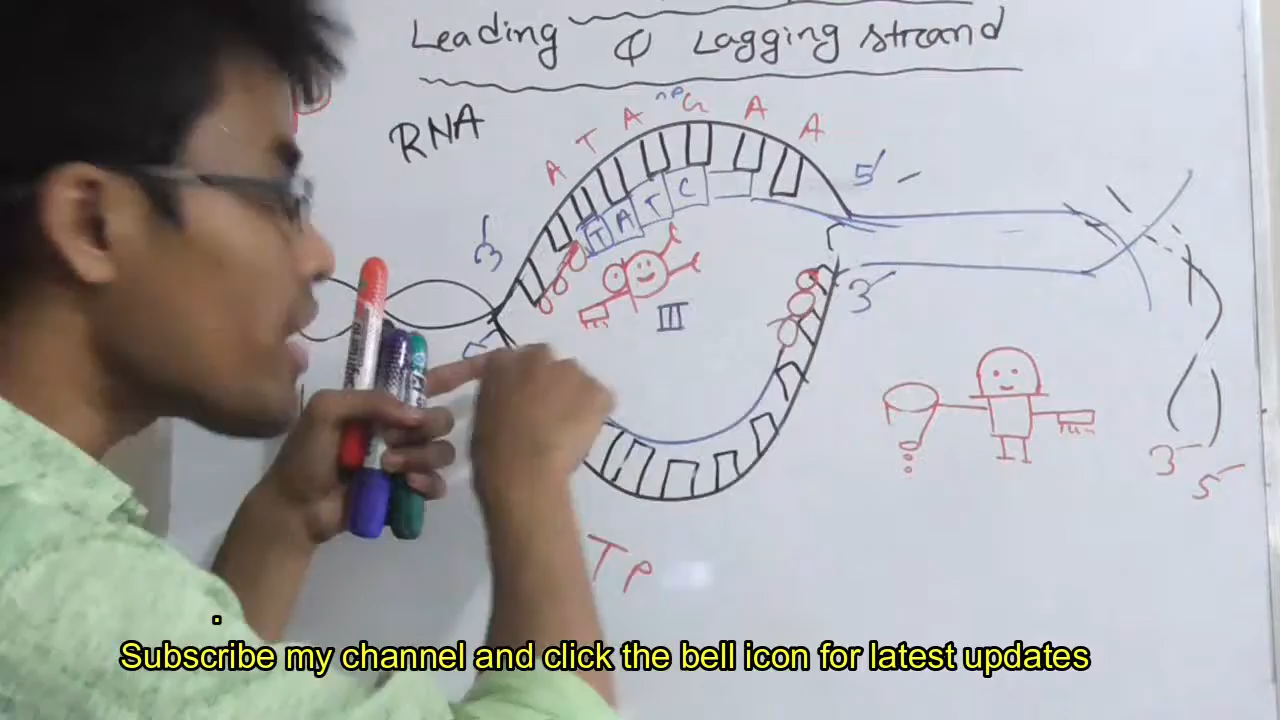 Leading & Lagging strand
RNA
A T A G A A
5'
3'
T A T C
III
3'
3' 5'
Tp
.
Subscribe my channel and click the bell icon for latest updates